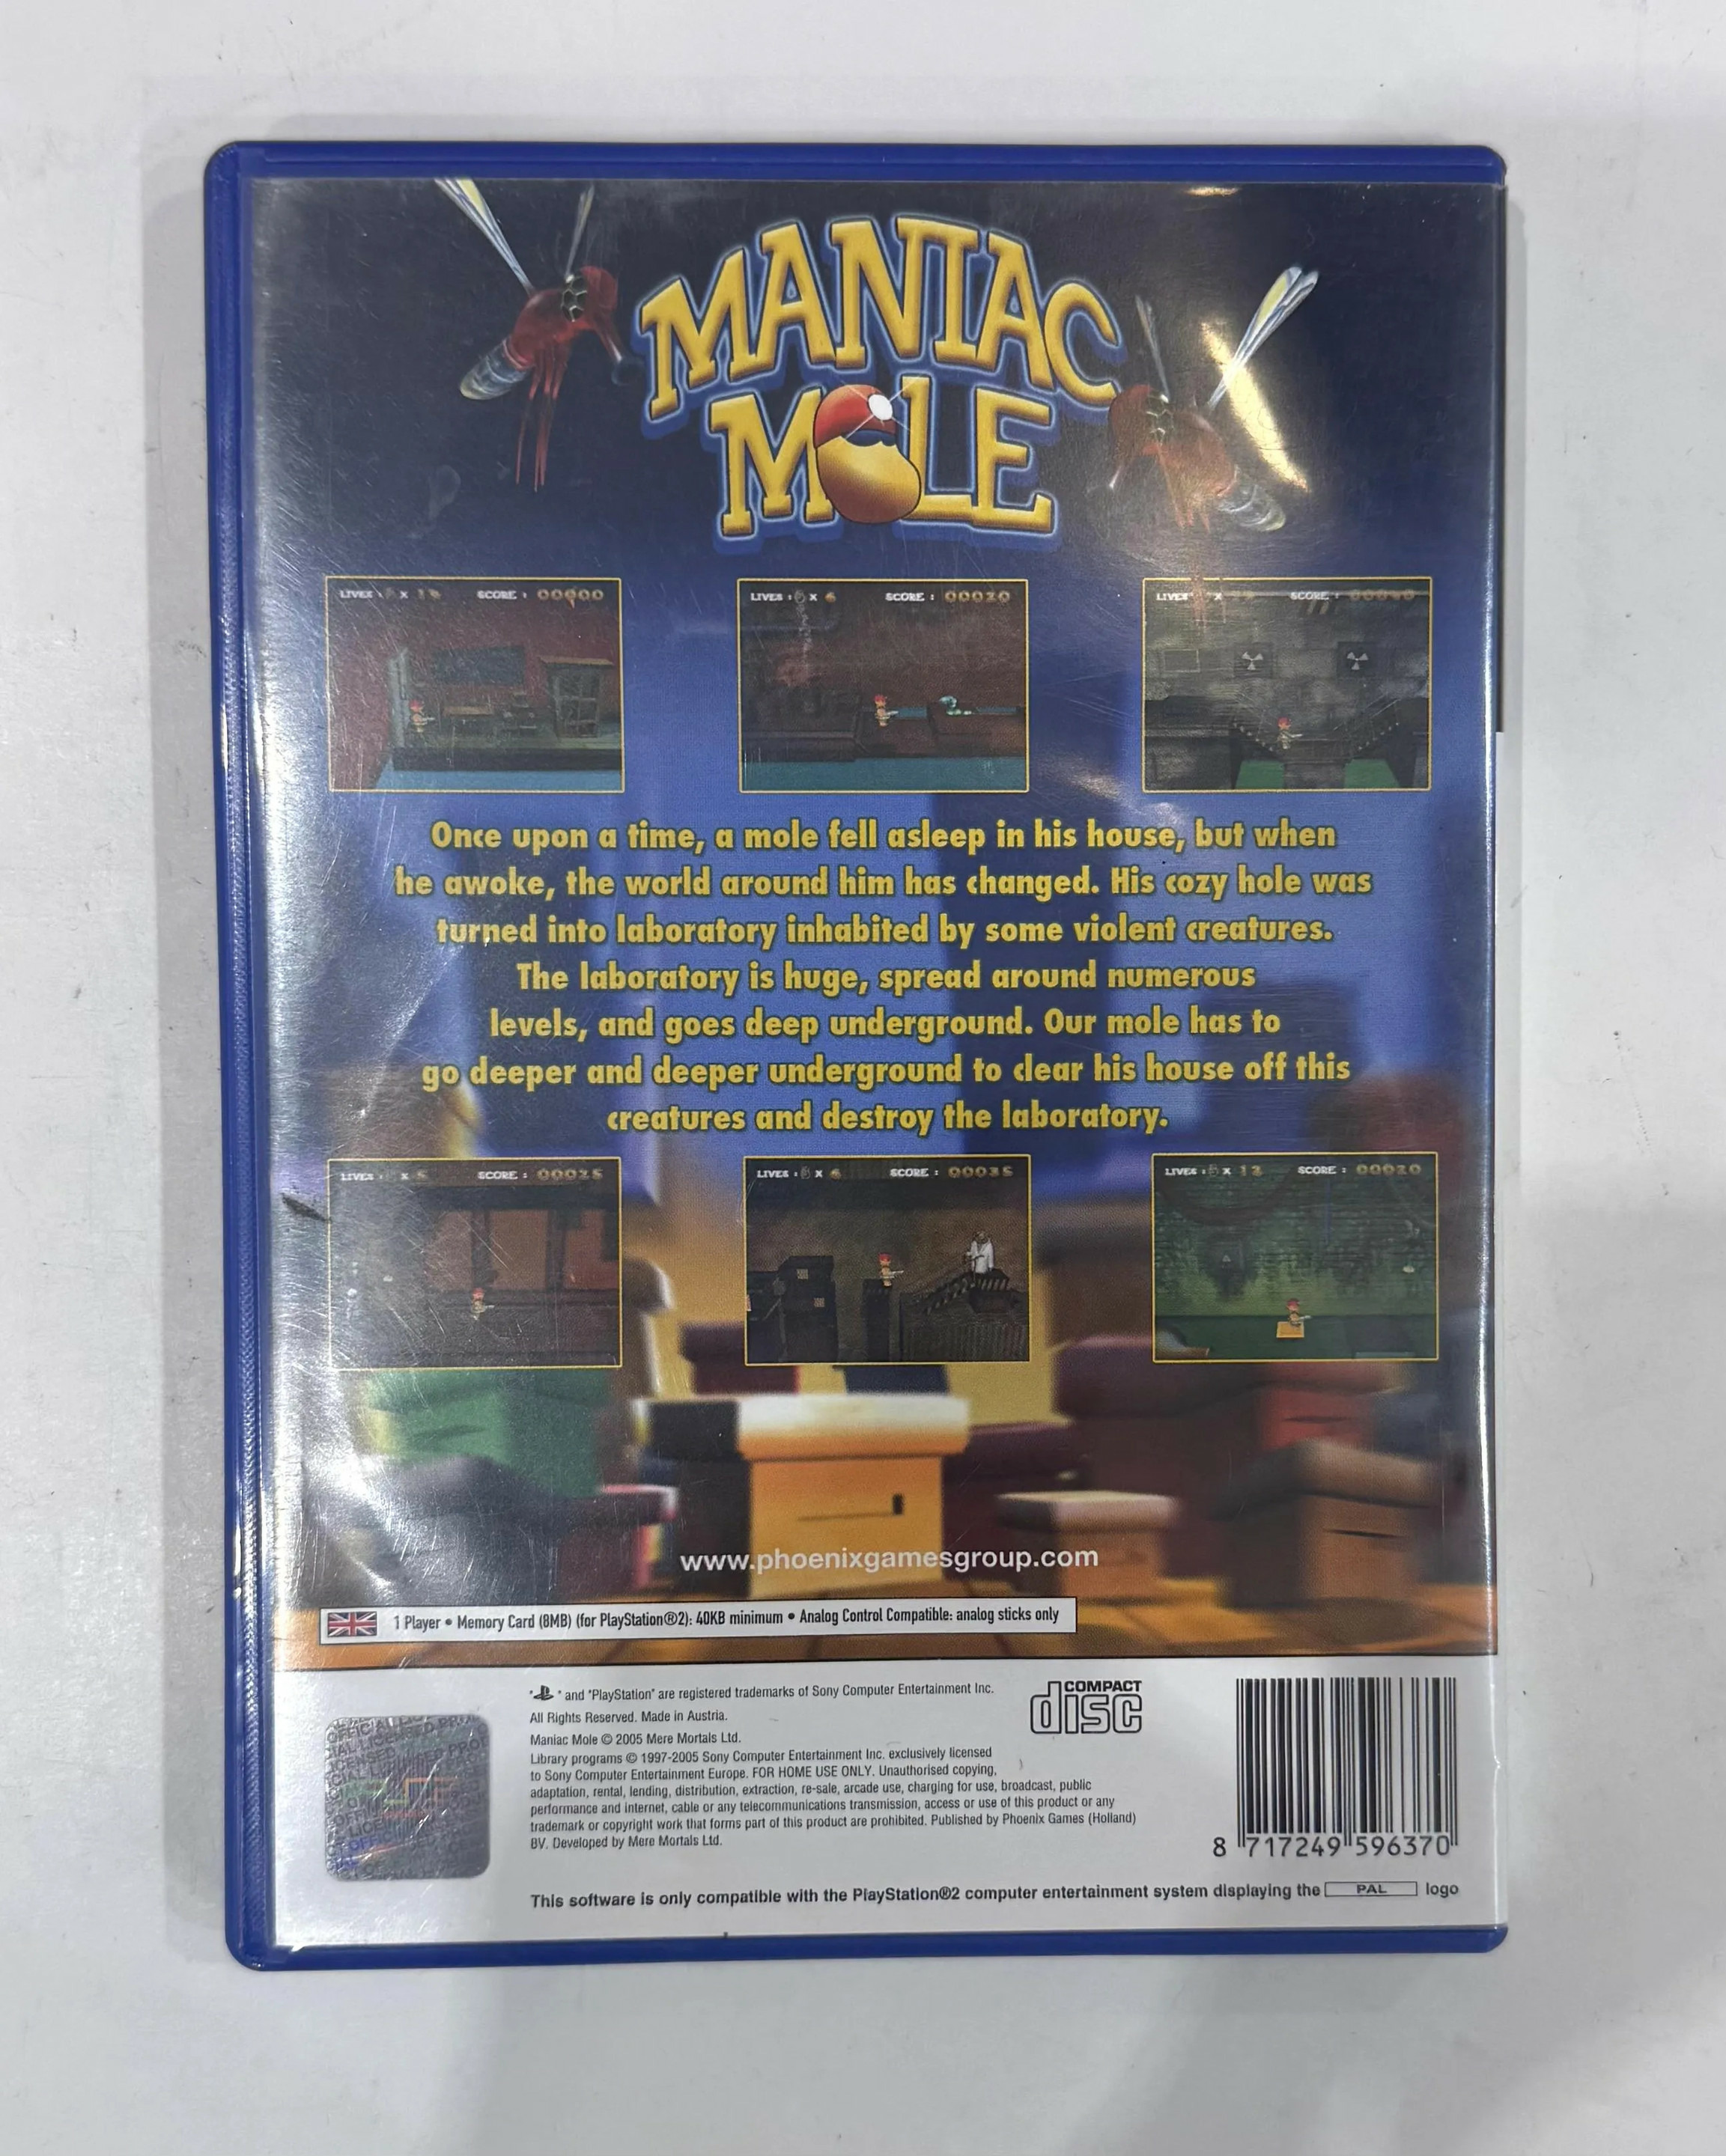 MANIAC
MOLE
LIVES : X SCORE :
LIVES : X 6 SCORE : 00020
LIVES X SCORE :
Once upon a time, a mole fell asleep in his house, but when
he awoke, the world around him has changed. His cozy hole was
turned into laboratory inhabited by some violent creatures.
The laboratory is huge, spread around numerous
levels, and goes deep underground. Our mole has to
go deeper and deeper underground to clear his house off this
creatures and destroy the laboratory.
LIVES : X 5 SCORE : 00025
LIVES : X 6 SCORE : 00035
LIVES : X 12 SCORE : 00020
www.phoenixgamesgroup.com
1 Player • Memory Card (8MB) (for PlayStation®2): 40KB minimum • Analog Control Compatible: analog sticks only
" " and "PlayStation" are registered trademarks of Sony Computer Entertainment Inc.
All Rights Reserved. Made in Austria.
Maniac Mole © 2005 Mere Mortals Ltd.
Library programs © 1997-2005 Sony Computer Entertainment Inc. exclusively licensed
to Sony Computer Entertainment Europe. FOR HOME USE ONLY. Unauthorised copying,
adaptation, rental, lending, distribution, extraction, re-sale, arcade use, charging for use, broadcast, public
performance and internet, cable or any telecommunications transmission, access or use of this product or any
trademark or copyright work that forms part of this product are prohibited. Published by Phoenix Games (Holland)
BV. Developed by Mere Mortals Ltd.
COMPACT
disc
8 717249 596370
This software is only compatible with the PlayStation®2 computer entertainment system displaying the PAL logo